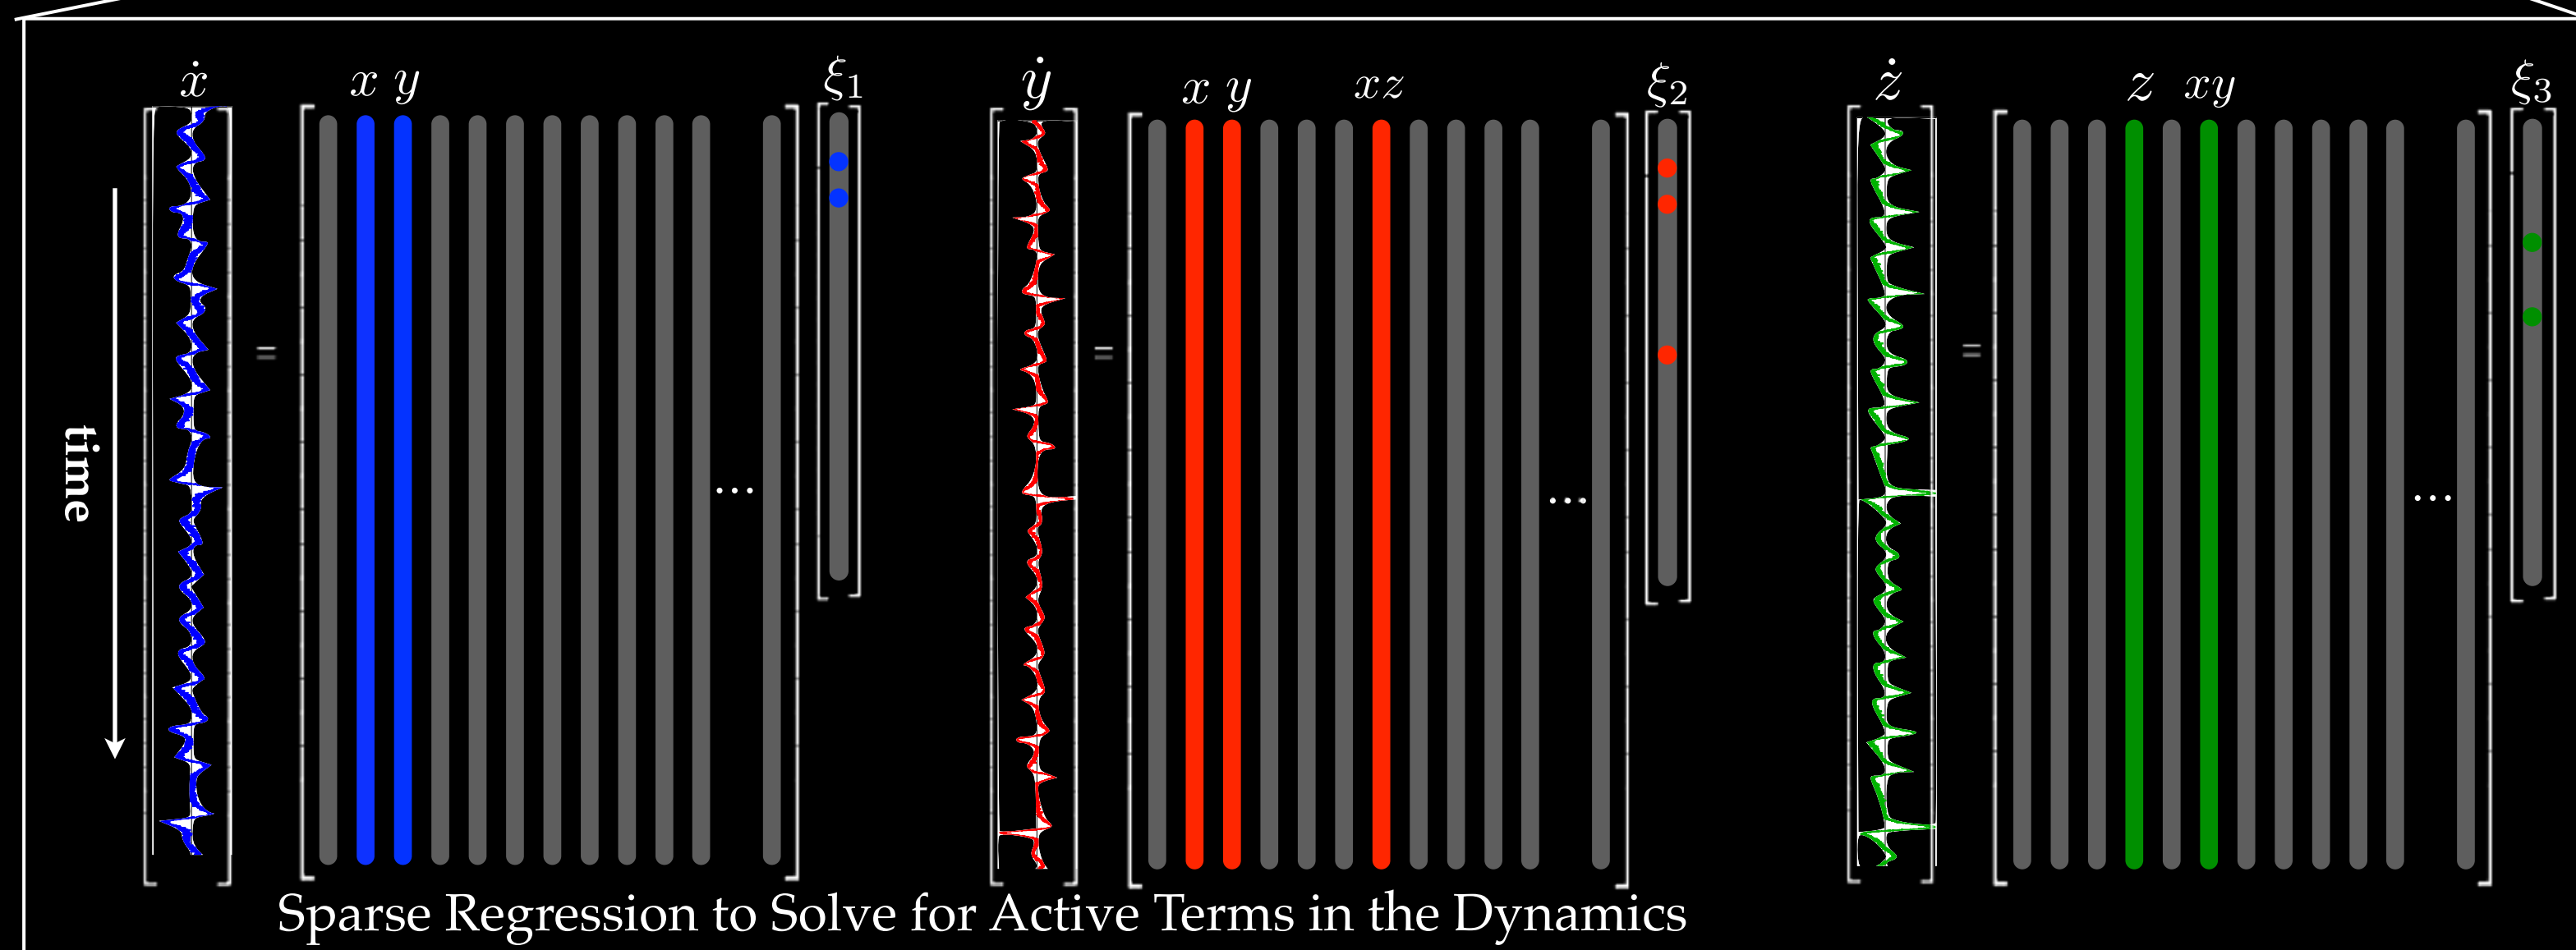 ẋ = x y ξ₁
ẏ = x y xz ξ₂
ż = z xy ξ₃
... ... ...
time
Sparse Regression to Solve for Active Terms in the Dynamics